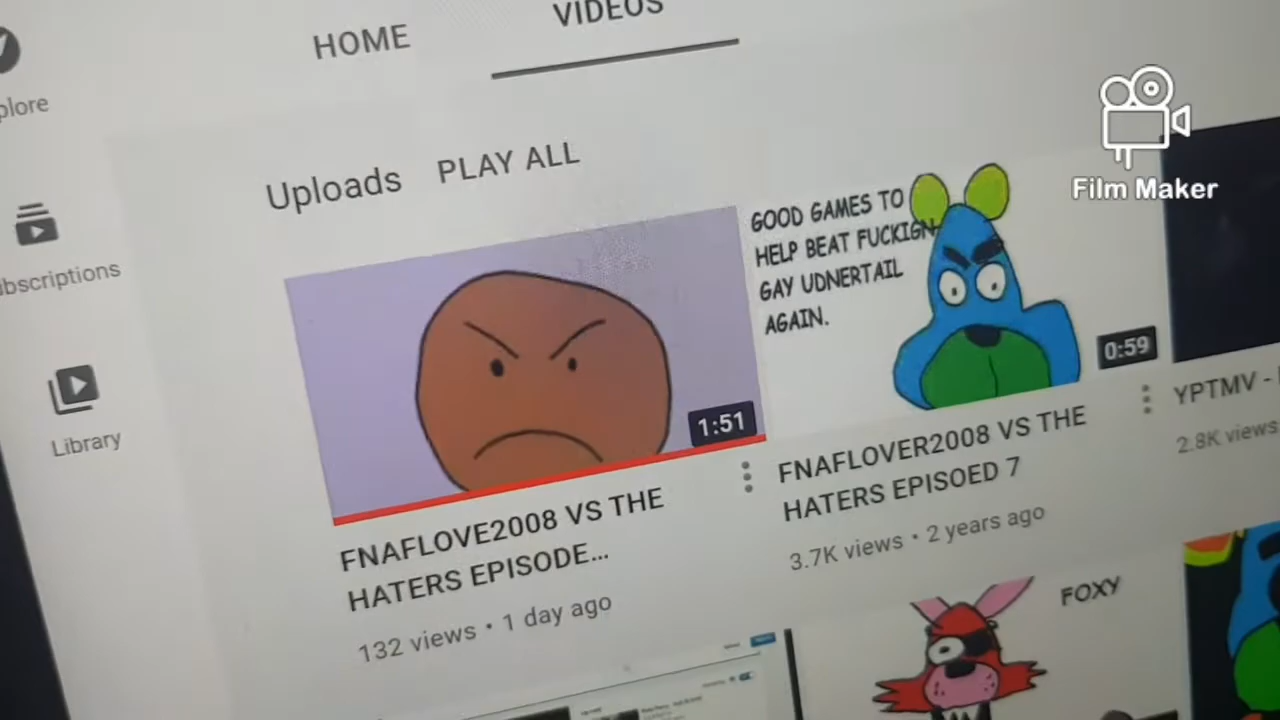 HOME
VIDEOS
plore
Uploads
PLAY ALL
Film Maker
GOOD GAMES TO
HELP BEAT FUCKIGN
GAY UDNERTAIL
AGAIN.
bscriptions
Library
1:51
0:59
FNAFLOVE2008 VS THE
HATERS EPISODE...
132 views • 1 day ago
FNAFLOVER2008 VS THE
HATERS EPISOED 7
3.7K views • 2 years ago
YPTMV -
2.8K views
FOXY